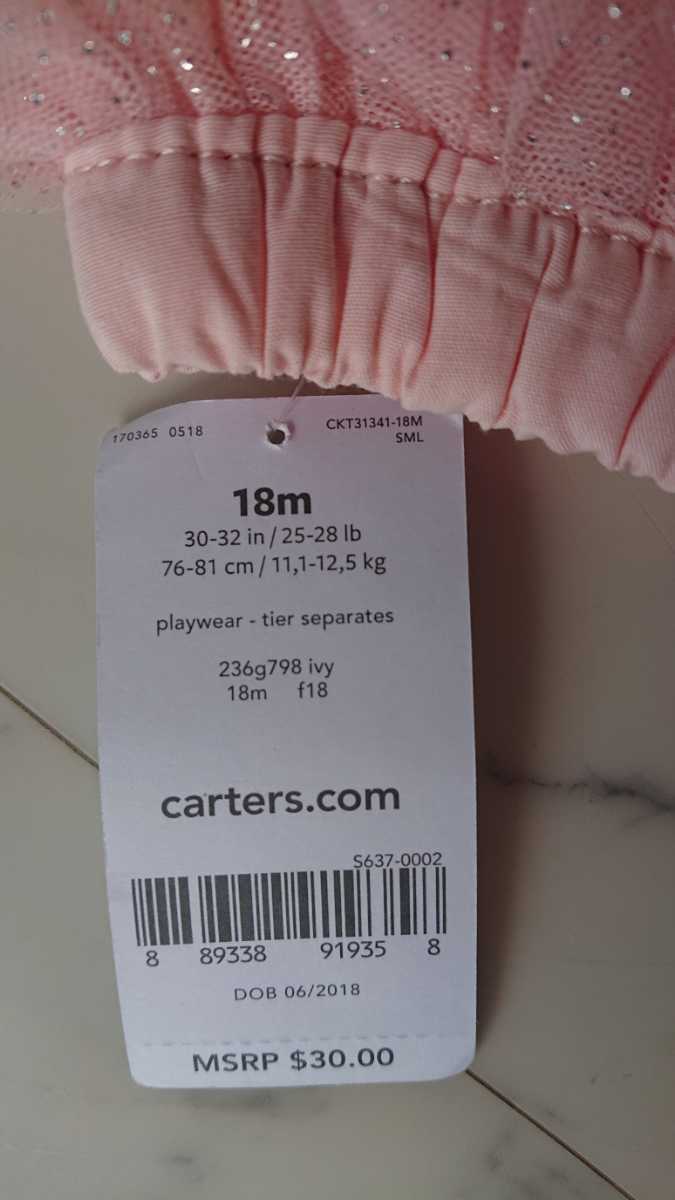 170365 0518
CKT31341-18M
SML
18m
30-32 in / 25-28 lb
76-81 cm / 11,1-12,5 kg
playwear - tier separates
236g798 ivy
18m f18
carters.com
S637-0002
8 89338 91935 8
DOB 06/2018
MSRP $30.00